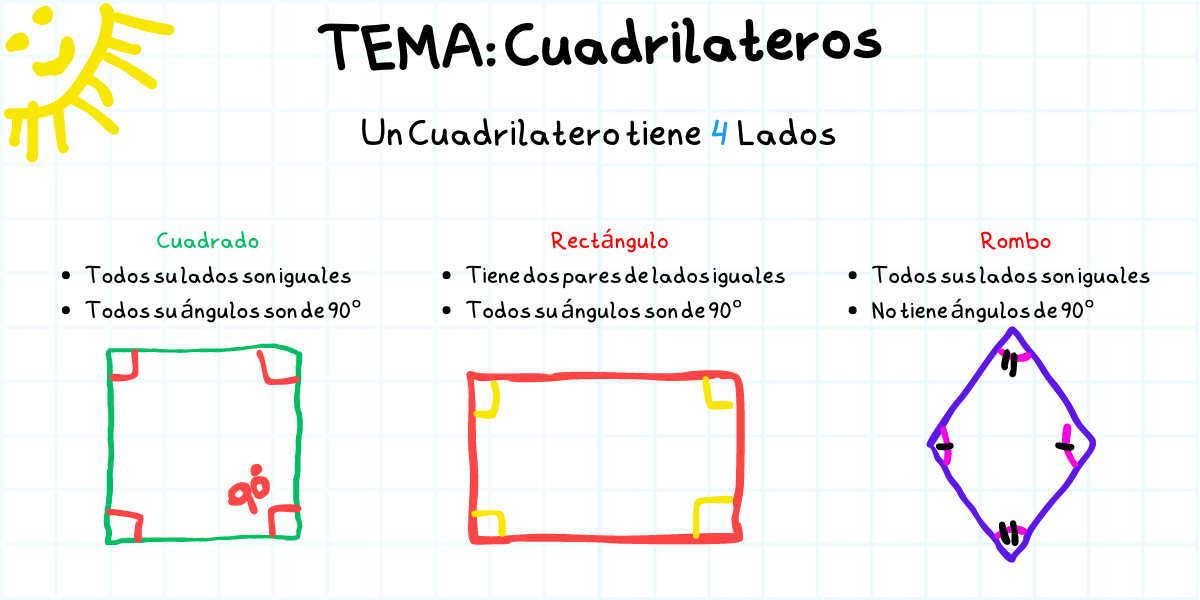 TEMA: Cuadrilateros
Un Cuadrilatero tiene 4 Lados
Cuadrado
• Todos su lados son iguales
• Todos su ángulos son de 90°
90°
Rectángulo
• Tiene dos pares de lados iguales
• Todos su ángulos son de 90°
Rombo
• Todos sus lados son iguales
• No tiene ángulos de 90°